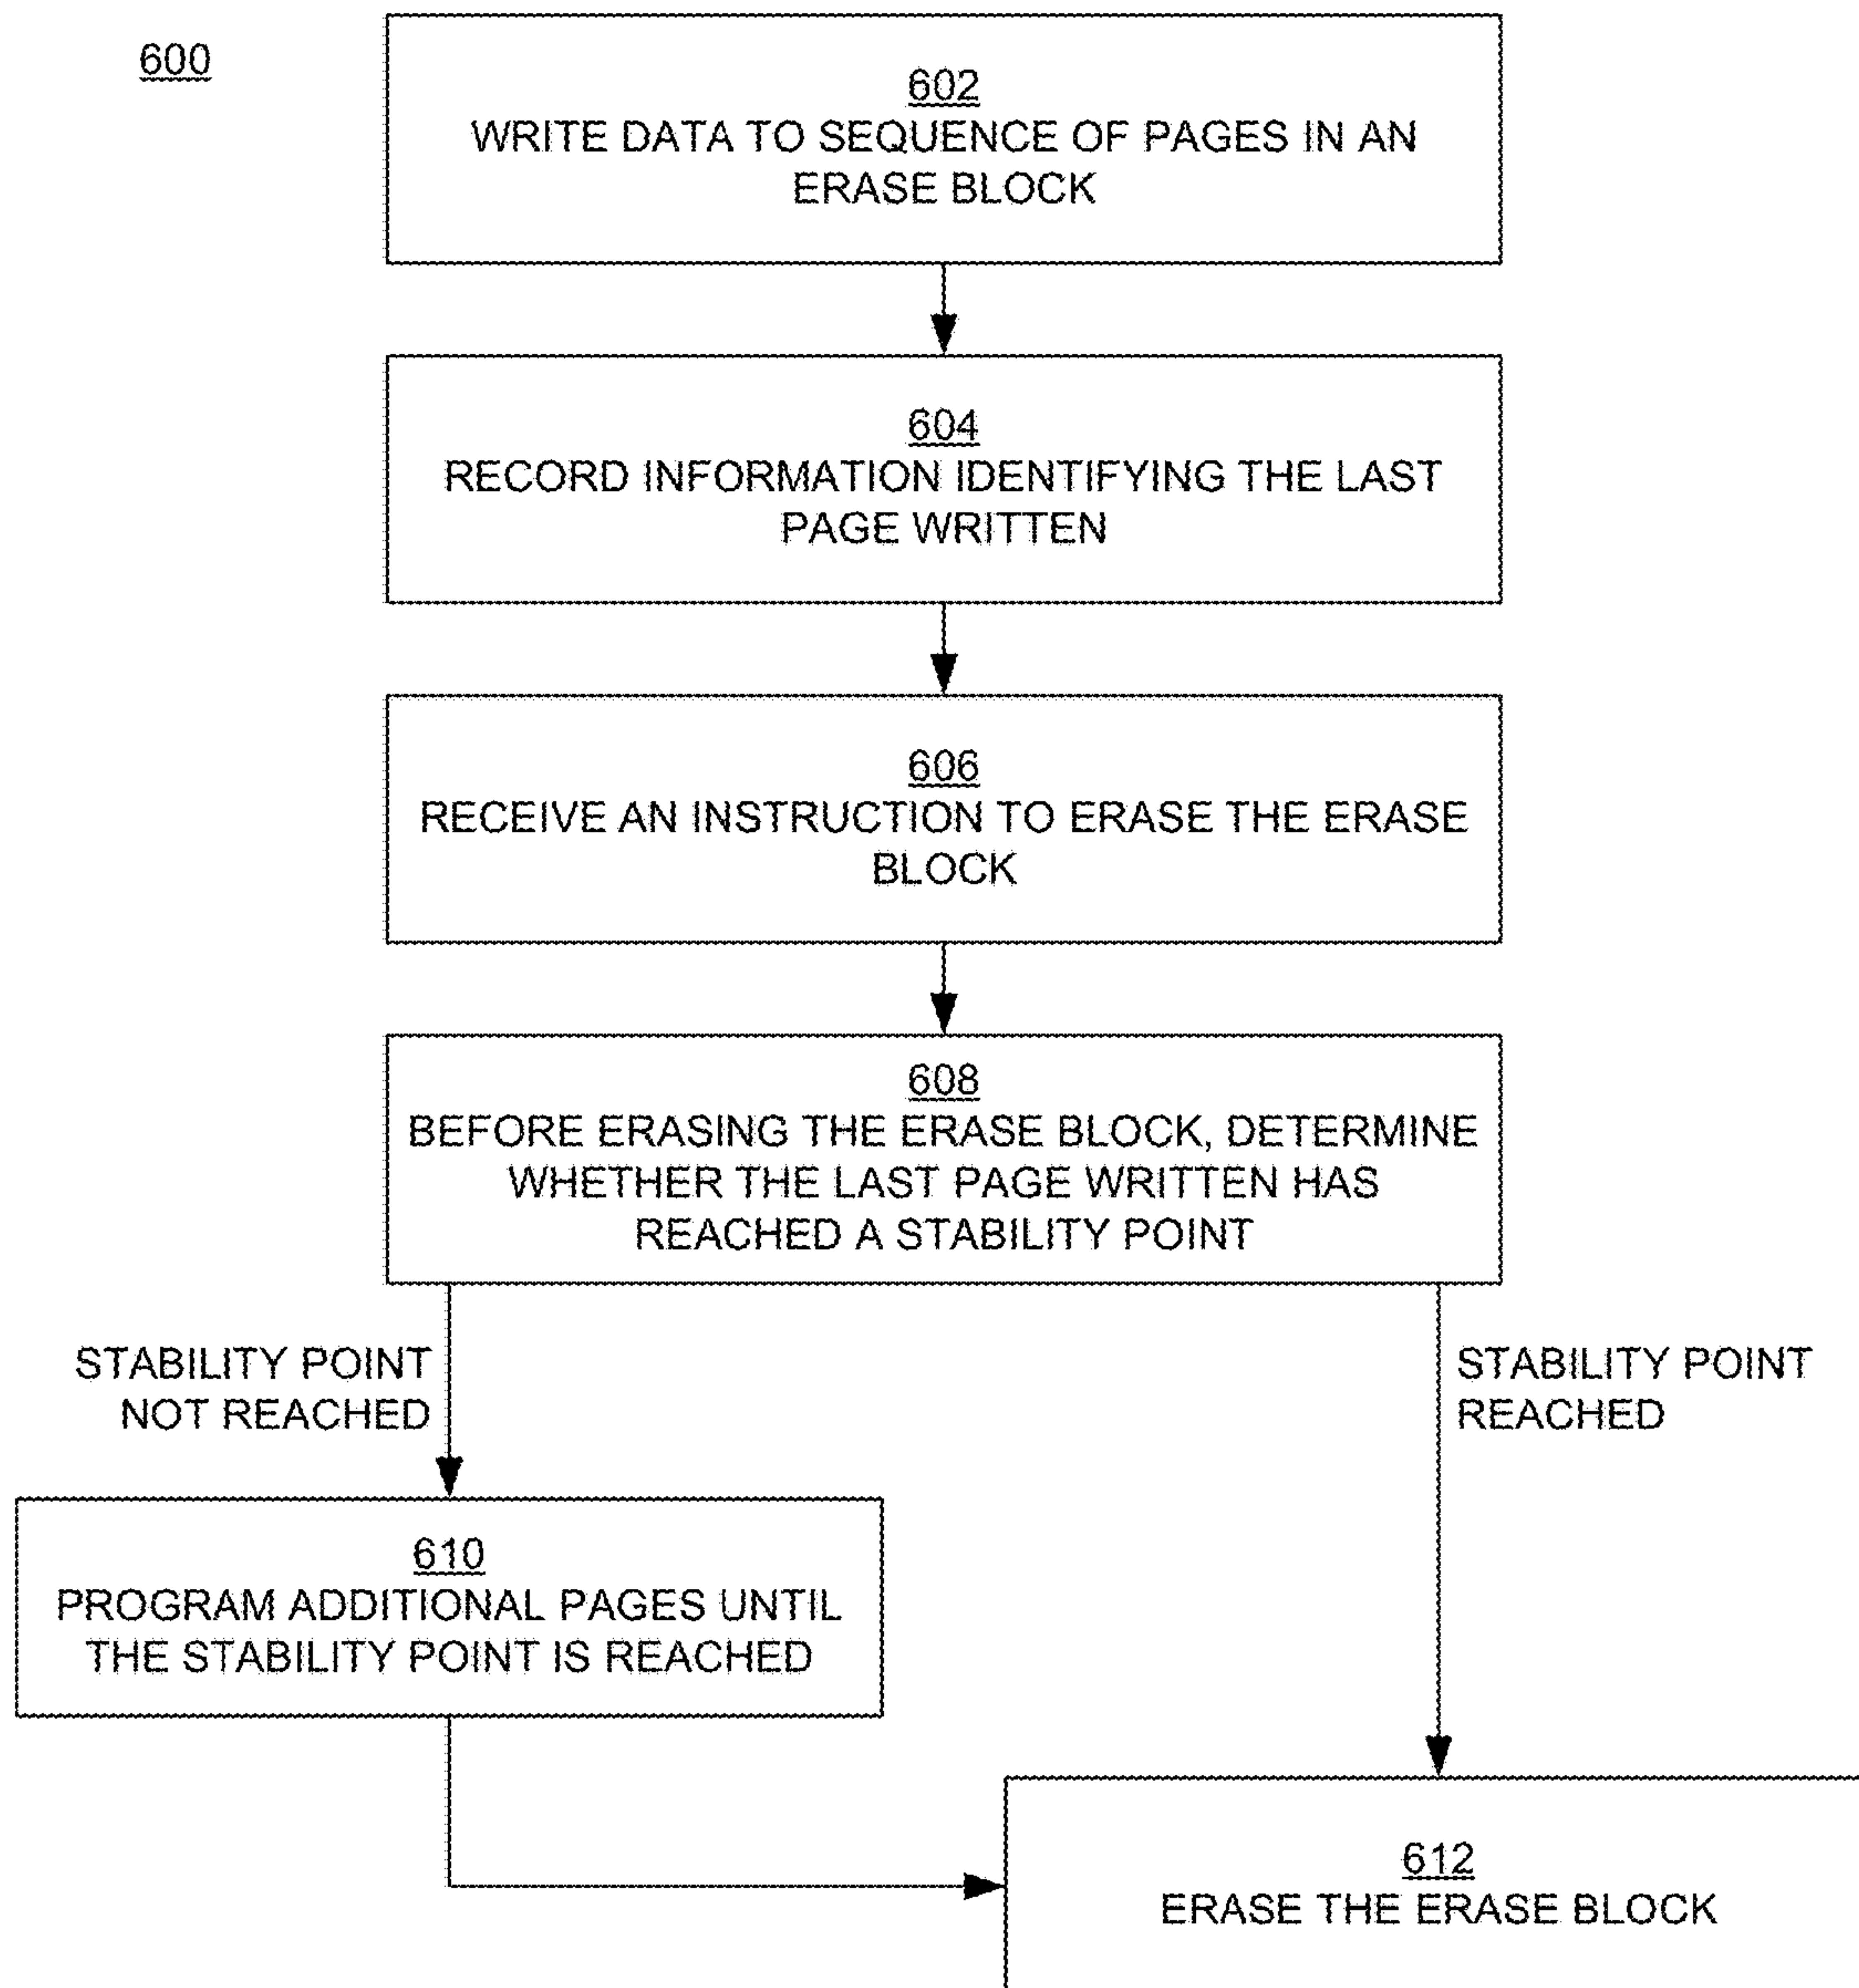 600
602
WRITE DATA TO SEQUENCE OF PAGES IN AN
ERASE BLOCK
604
RECORD INFORMATION IDENTIFYING THE LAST
PAGE WRITTEN
606
RECEIVE AN INSTRUCTION TO ERASE THE ERASE
BLOCK
608
BEFORE ERASING THE ERASE BLOCK, DETERMINE
WHETHER THE LAST PAGE WRITTEN HAS
REACHED A STABILITY POINT
STABILITY POINT
NOT REACHED
STABILITY POINT
REACHED
610
PROGRAM ADDITIONAL PAGES UNTIL
THE STABILITY POINT IS REACHED
612
ERASE THE ERASE BLOCK